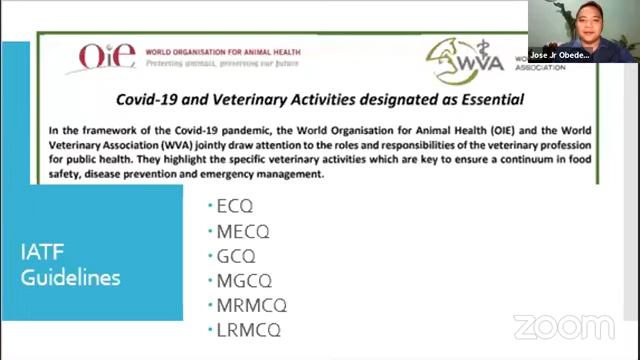 OIE WORLD ORGANISATION FOR ANIMAL HEALTH
Protecting animals, preserving our future
WVA
ASSOCIATION
Jose Jr Obede...
Covid-19 and Veterinary Activities designated as Essential
In the framework of the Covid-19 pandemic, the World Organisation for Animal Health (OIE) and the World
Veterinary Association (WVA) jointly draw attention to the roles and responsibilities of the veterinary profession
for public health. They highlight the specific veterinary activities which are key to ensure a continuum in food
safety, disease prevention and emergency management.
IATF
Guidelines
• ECQ
• MECQ
• GCQ
• MGCQ
• MRMCQ
• LRMCQ
zoom